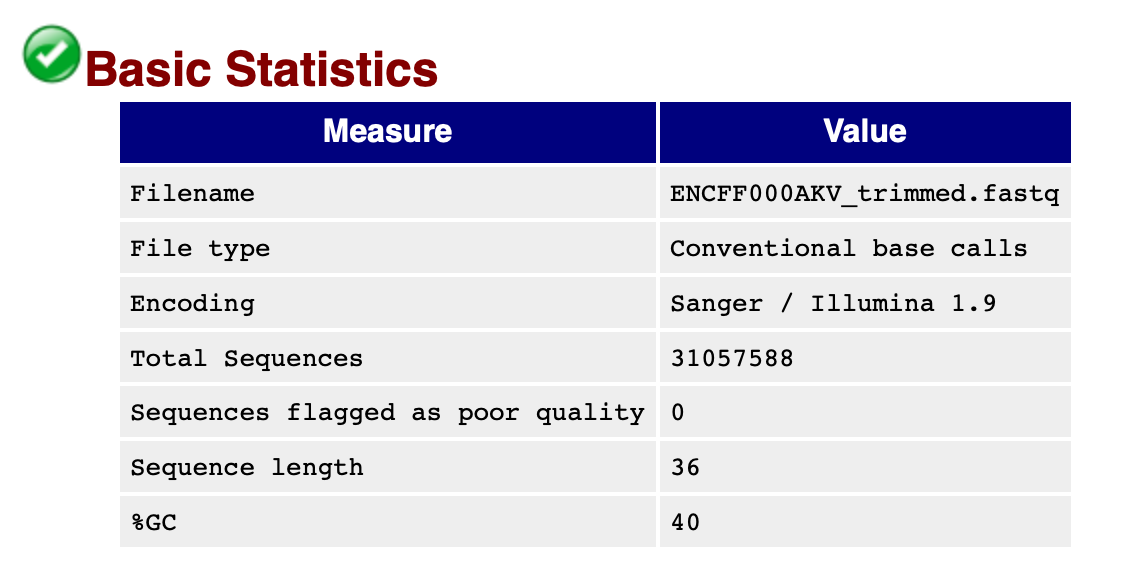 Basic Statistics
Measure Value
Filename ENCFF000AKV_trimmed.fastq
File type Conventional base calls
Encoding Sanger / Illumina 1.9
Total Sequences 31057588
Sequences flagged as poor quality 0
Sequence length 36
%GC 40